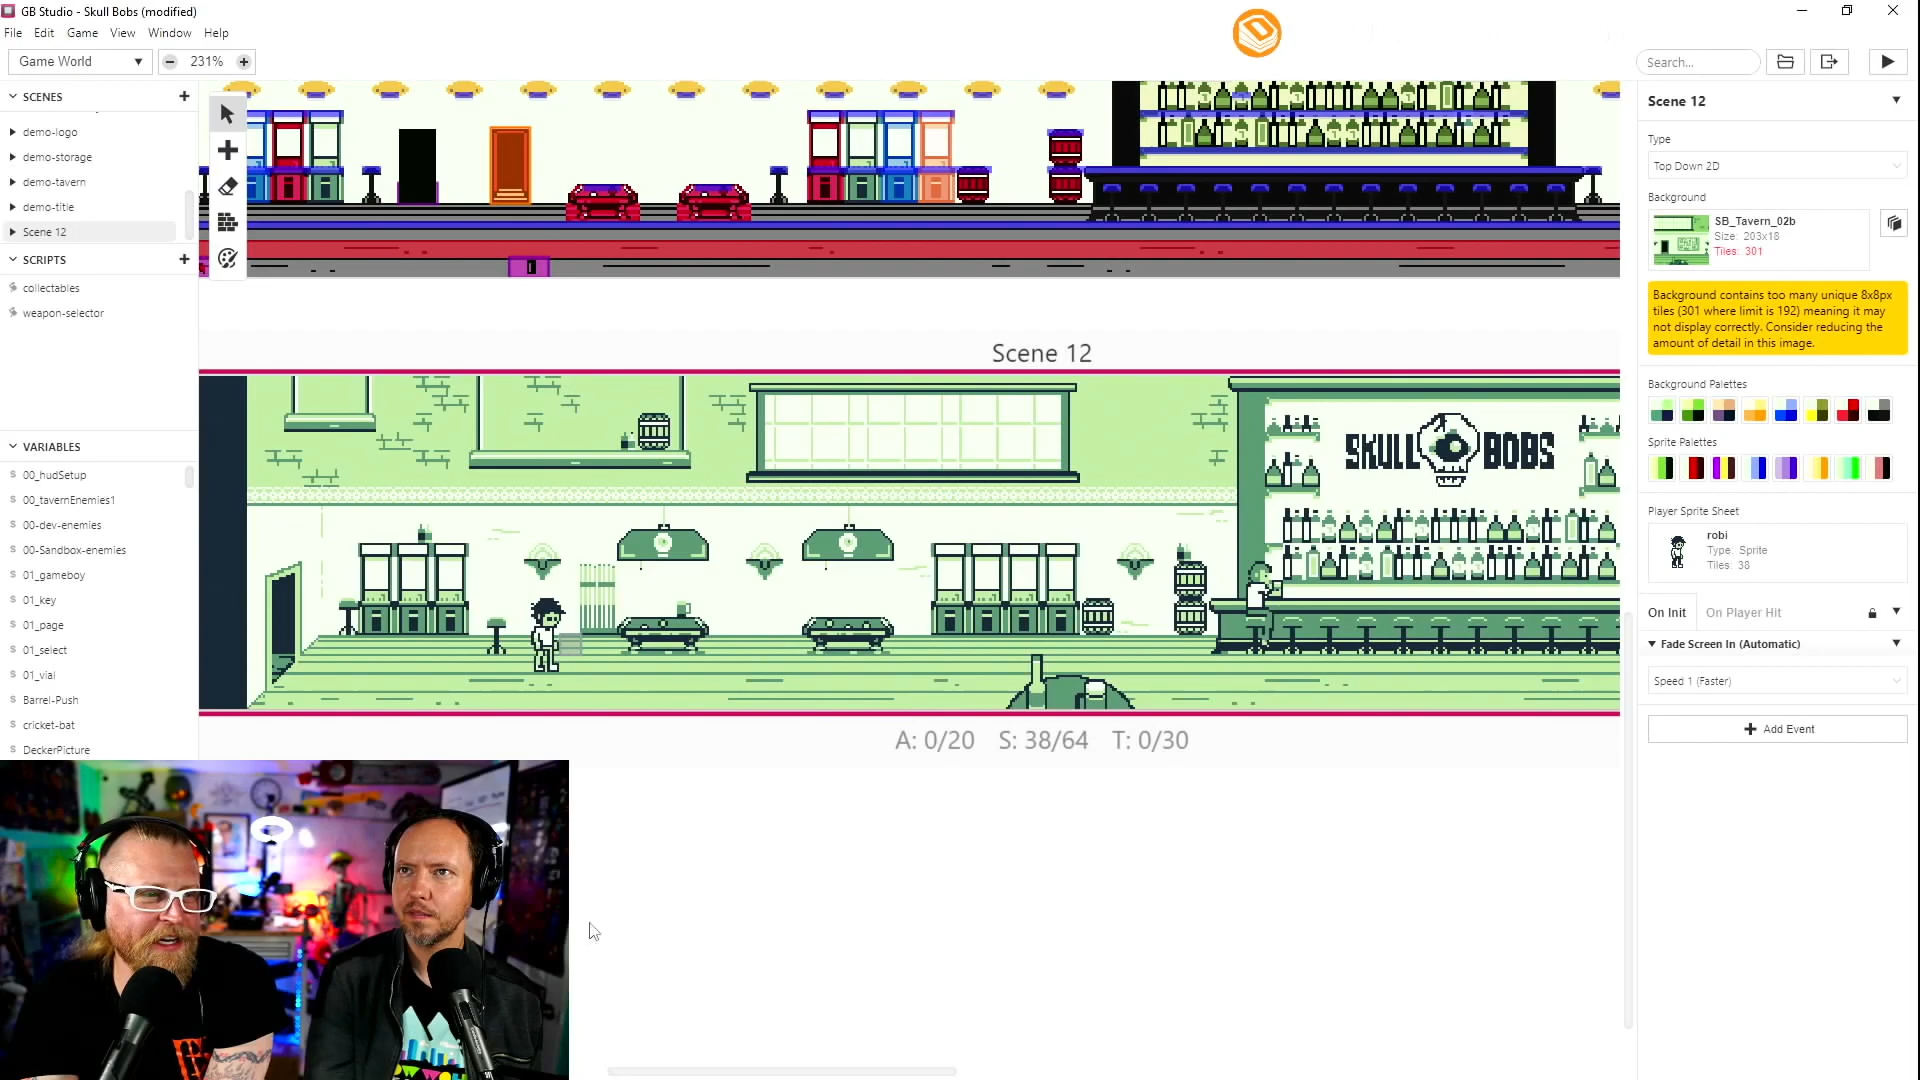 GB Studio - Skull Bobs (modified)
File Edit Game View Window Help
Game World
231%
Search...
SCENES
demo-logo
demo-storage
demo-tavern
demo-title
Scene 12
SCRIPTS
collectables
weapon-selector
VARIABLES
$ 00_hudSetup
$ 00_tavernEnemies1
$ 00-dev-enemies
$ 00-Sandbox-enemies
$ 01_gameboy
$ 01_key
$ 01_page
$ 01_select
$ 01_vial
$ Barrel-Push
$ cricket-bat
$ DeckerPicture
Scene 12
SKULL BOBS
A: 0/20 S: 38/64 T: 0/30
Scene 12
Type
Top Down 2D
Background
SB_Tavern_02b
Size: 203x18
Tiles: 301
Background contains too many unique 8x8px
tiles (301 where limit is 192) meaning it may
not display correctly. Consider reducing the
amount of detail in this image.
Background Palettes
Sprite Palettes
Player Sprite Sheet
robi
Type: Sprite
Tiles: 38
On Init On Player Hit
Fade Screen In (Automatic)
Speed 1 (Faster)
Add Event